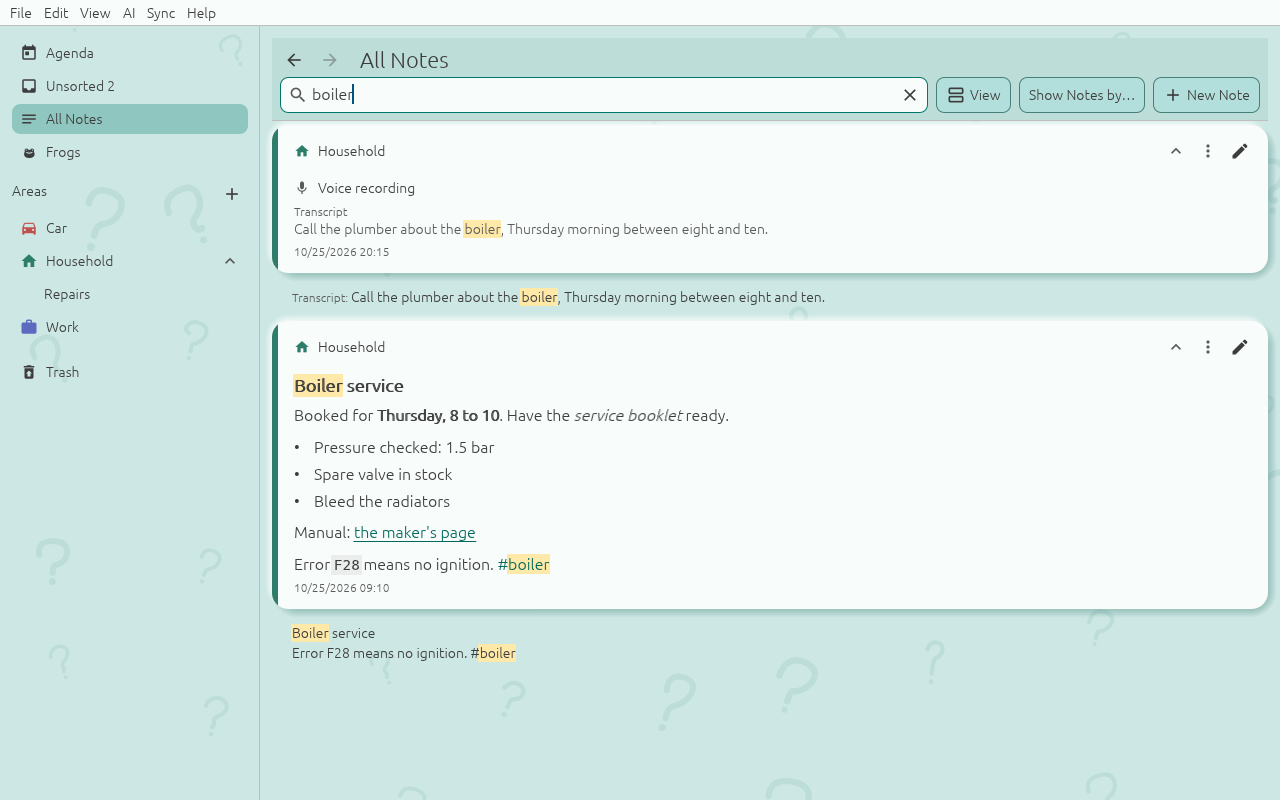 File Edit View AI Sync Help
Agenda
Unsorted 2
All Notes
Frogs
Areas
Car
Household
Repairs
Work
Trash
All Notes
boiler
View
Show Notes by...
New Note
Household
Voice recording
Transcript
Call the plumber about the boiler, Thursday morning between eight and ten.
10/25/2026 20:15
Transcript: Call the plumber about the boiler, Thursday morning between eight and ten.
Household
Boiler service
Booked for Thursday, 8 to 10. Have the service booklet ready.
• Pressure checked: 1.5 bar
• Spare valve in stock
• Bleed the radiators
Manual: the maker's page
Error F28 means no ignition. #boiler
10/25/2026 09:10
Boiler service
Error F28 means no ignition. #boiler